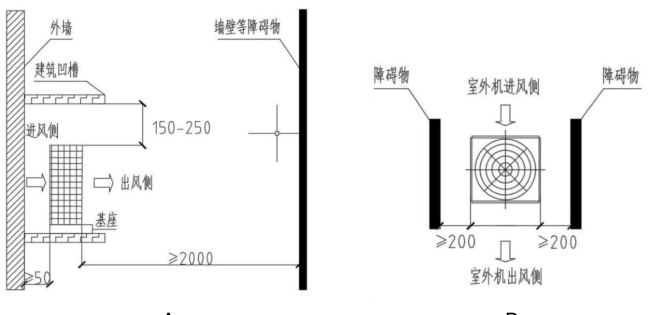 外墙
墙壁等障碍物
建筑凹槽
进风侧
150-250
出风侧
基座
≥2000
≥50
障碍物
室外机进风侧
障碍物
≥200
≥200
室外机出风侧